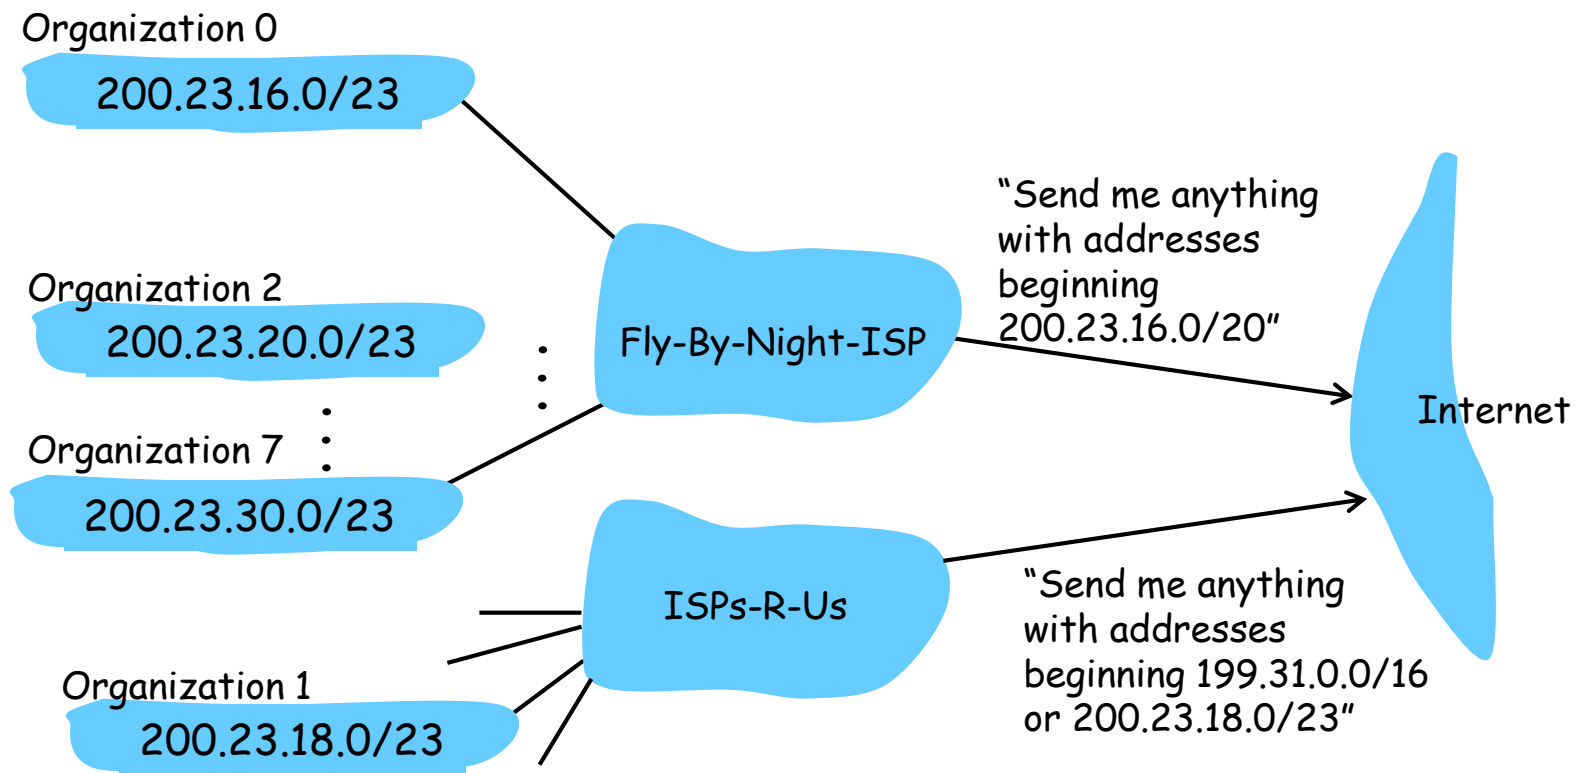 Organization 0
200.23.16.0/23
Organization 2
200.23.20.0/23
Organization 7
200.23.30.0/23
Organization 1
200.23.18.0/23
Fly-By-Night-ISP
ISPs-R-Us
“Send me anything
with addresses
beginning
200.23.16.0/20”
“Send me anything
with addresses
beginning 199.31.0.0/16
or 200.23.18.0/23”
Internet